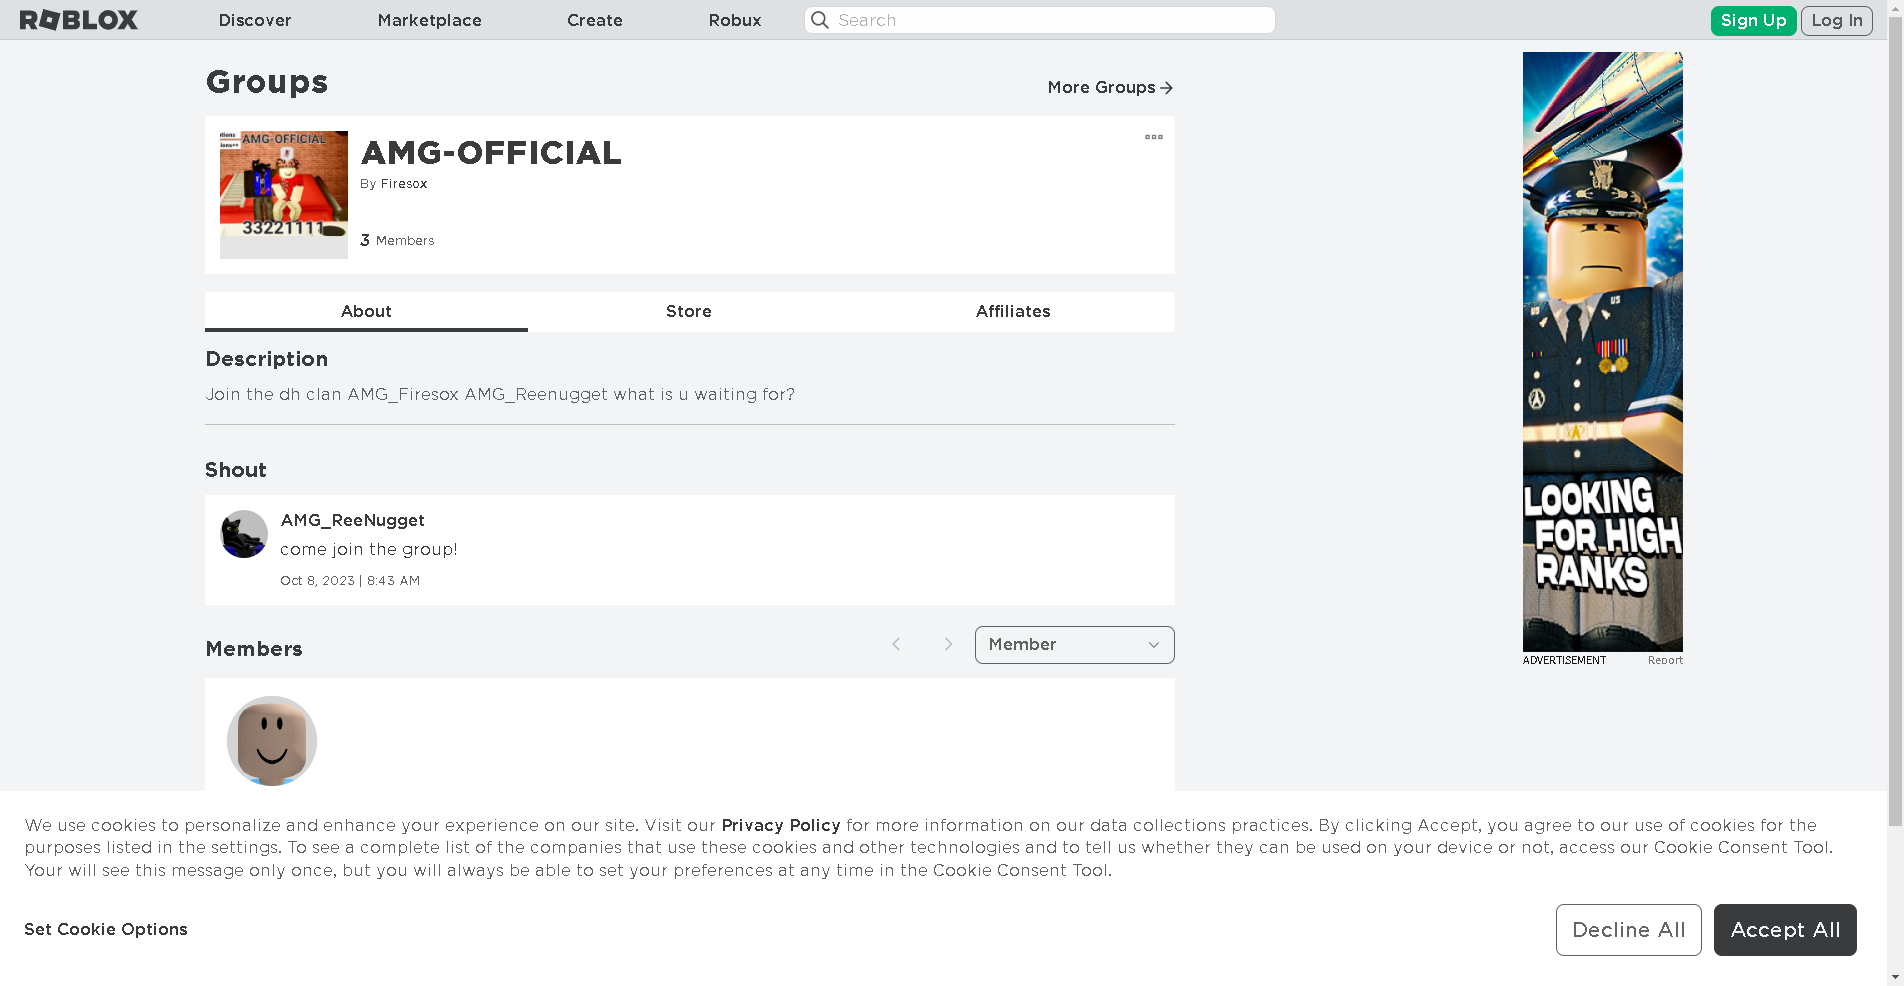 ROBLOX
Discover
Marketplace
Create
Robux
Search
Sign Up
Log In
Groups
More Groups
AMG-OFFICIAL
33221111
AMG-OFFICIAL
By Firesox
3 Members
About
Store
Affiliates
Description
Join the dh clan AMG_Firesox AMG_Reenugget what is u waiting for?
Shout
AMG_ReeNugget
come join the group!
Oct 8, 2023 | 8:43 AM
Members
Member
US
US
LOOKING
FOR HIGH
RANKS
ADVERTISEMENT
Report
We use cookies to personalize and enhance your experience on our site. Visit our Privacy Policy for more information on our data collections practices. By clicking Accept, you agree to our use of cookies for the
purposes listed in the settings. To see a complete list of the companies that use these cookies and other technologies and to tell us whether they can be used on your device or not, access our Cookie Consent Tool.
Your will see this message only once, but you will always be able to set your preferences at any time in the Cookie Consent Tool.
Set Cookie Options
Decline All
Accept All